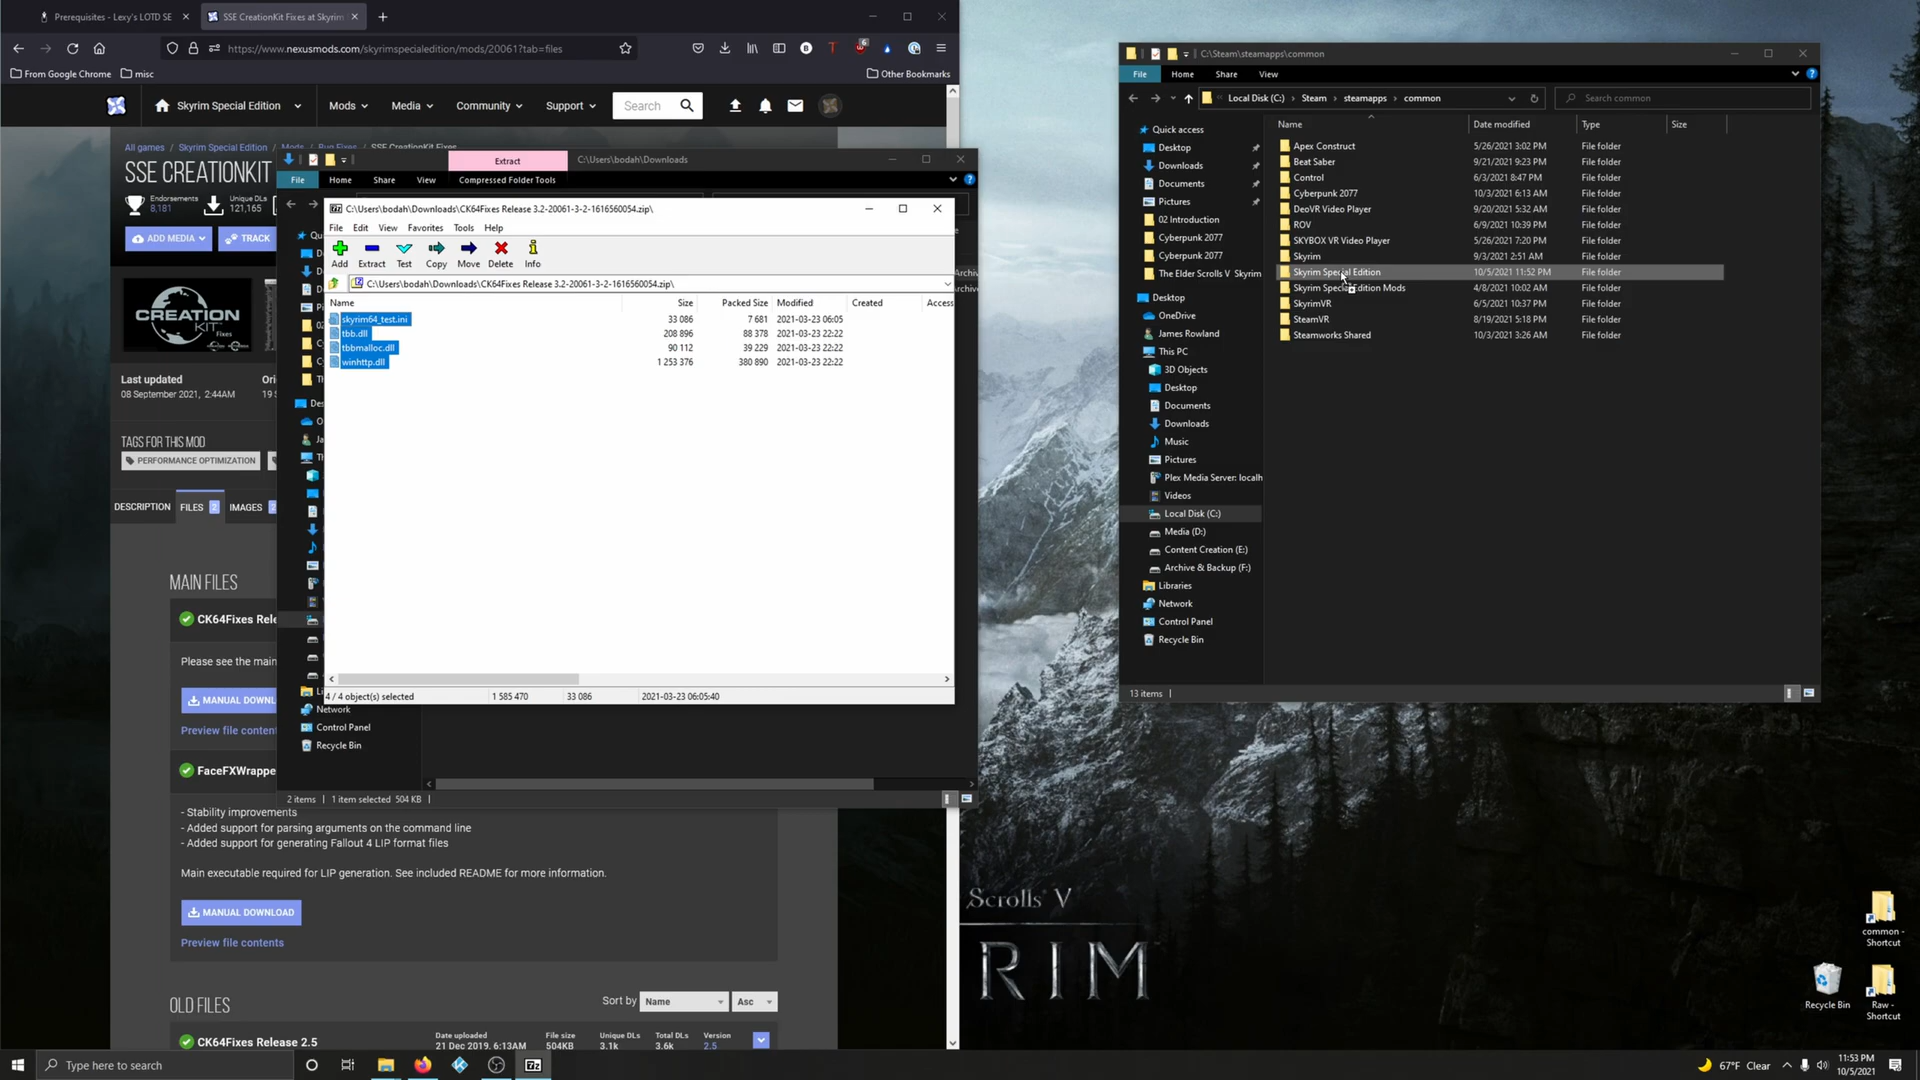 Prerequisites - Lexy's LOTD SE
SSE CreationKit Fixes at Skyrim
https://www.nexusmods.com/skyrimspecialedition/mods/20061?tab=files
From Google Chrome
misc
Other Bookmarks
Skyrim Special Edition
Mods
Media
Community
Support
Search
All games
Skyrim Special Edition
Mods
Bug Fixes
SSE CreationKit Fixes
SSE CREATIONKIT
Endorsements
8,181
Unique DLs
121,165
ADD MEDIA
TRACK
CREATION
KIT
Fixes
Last updated
08 September 2021, 2:44AM
Ori
19 S
TAGS FOR THIS MOD
PERFORMANCE OPTIMIZATION
DESCRIPTION
FILES 2
IMAGES
MAIN FILES
CK64Fixes Rele
Please see the main
MANUAL DOWNL
Preview file content
FaceFXWrappe
- Stability improvements
- Added support for parsing arguments on the command line
- Added support for generating Fallout 4 LIP format files
Main executable required for LIP generation. See included README for more information.
MANUAL DOWNLOAD
Preview file contents
OLD FILES
Sort by
Name
Asc
CK64Fixes Release 2.5
Date uploaded
21 Dec 2019, 6:13AM
File size
504KB
Unique DLs
3.1k
Total DLs
3.6k
Version
2.5
Extract
C:\Users\bodah\Downloads
File
Home
Share
View
Compressed Folder Tools
Network
Control Panel
Recycle Bin
2 items
1 item selected 504 KB
C:\Users\bodah\Downloads\CK64Fixes Release 3.2-20061-3-2-1616560054.zip\
File
Edit
View
Favorites
Tools
Help
Add
Extract
Test
Copy
Move
Delete
Info
C:\Users\bodah\Downloads\CK64Fixes Release 3.2-20061-3-2-1616560054.zip\
Name
Size
Packed Size
Modified
Created
Access
skyrim64_test.ini 33 086 7 681 2021-03-23 06:05
tbb.dll 208 896 88 378 2021-03-23 22:22
tbbmalloc.dll 90 112 39 229 2021-03-23 22:22
winhttp.dll 1 253 376 380 890 2021-03-23 22:22
4 / 4 object(s) selected
1 585 470
33 086
2021-03-23 06:05:40
C:\Steam\steamapps\common
File
Home
Share
View
Local Disk (C:)
Steam
steamapps
common
Search common
Name
Date modified
Type
Size
Quick access
Desktop
Downloads
Documents
Pictures
02 Introduction
Cyberpunk 2077
Cyberpunk 2077
The Elder Scrolls V Skyrim
Desktop
OneDrive
James Rowland
This PC
3D Objects
Desktop
Documents
Downloads
Music
Pictures
Plex Media Server: localh
Videos
Local Disk (C:)
Media (D:)
Content Creation (E:)
Archive & Backup (F:)
Libraries
Network
Control Panel
Recycle Bin
Apex Construct 5/26/2021 3:02 PM File folder
Beat Saber 9/21/2021 9:23 PM File folder
Control 6/3/2021 8:47 PM File folder
Cyberpunk 2077 10/3/2021 6:13 AM File folder
DeoVR Video Player 9/20/2021 5:32 AM File folder
ROV 6/9/2021 10:39 PM File folder
SKYBOX VR Video Player 5/26/2021 7:20 PM File folder
Skyrim 9/3/2021 2:51 AM File folder
Skyrim Special Edition 10/5/2021 11:52 PM File folder
Skyrim Special Edition Mods 4/8/2021 10:02 AM File folder
SkyrimVR 6/5/2021 10:37 PM File folder
SteamVR 8/19/2021 5:18 PM File folder
Steamworks Shared 10/3/2021 3:26 AM File folder
13 items
Scrolls V
RIM
common -
Shortcut
Recycle Bin
Raw -
Shortcut
Type here to search
67°F Clear
11:53 PM
10/5/2021